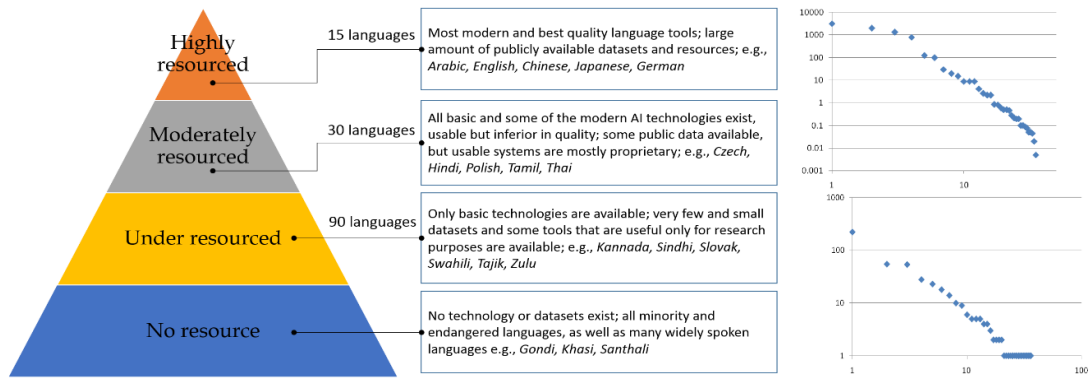 Highly
resourced
15 languages
Most modern and best quality language tools; large
amount of publicly available datasets and resources; e.g.,
Arabic, English, Chinese, Japanese, German
Moderately
resourced
30 languages
All basic and some of the modern AI technologies exist,
usable but inferior in quality; some public data available,
but usable systems are mostly proprietary; e.g., Czech,
Hindi, Polish, Tamil, Thai
Under resourced
90 languages
Only basic technologies are available; very few and small
datasets and some tools that are useful only for research
purposes are available; e.g., Kannada, Sindhi, Slovak,
Swahili, Tajik, Zulu
No resource
No technology or datasets exist; all minority and
endangered languages, as well as many widely spoken
languages e.g., Gondi, Khasi, Santhali
10000
1000
100
10
1
0.1
0.01
0.001
1 10
1000
100
10
1
1 10 100